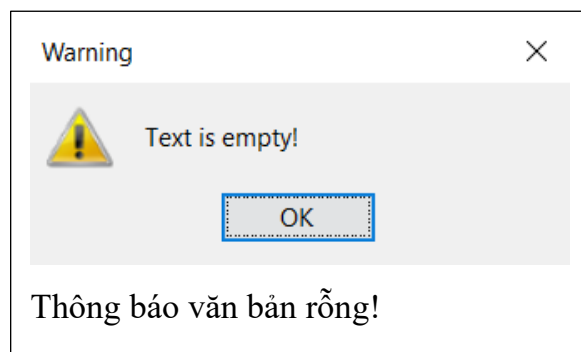 Warning
Text is empty!
OK
Thông báo văn bản rỗng!